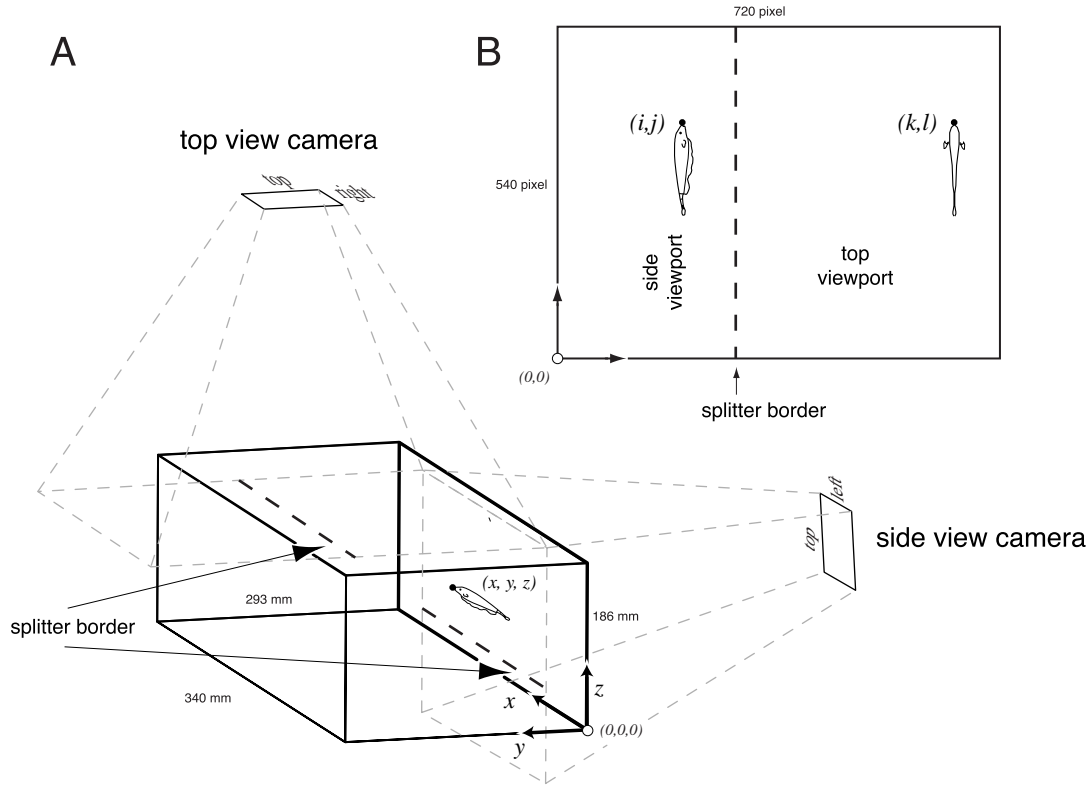 A
B
720 pixel
top view camera
top
right
(i,j)
(k,l)
540 pixel
side
viewport
top
viewport
(0,0)
splitter border
left
top
side view camera
(x, y, z)
293 mm
186 mm
splitter border
340 mm
x
z
y
(0,0,0)